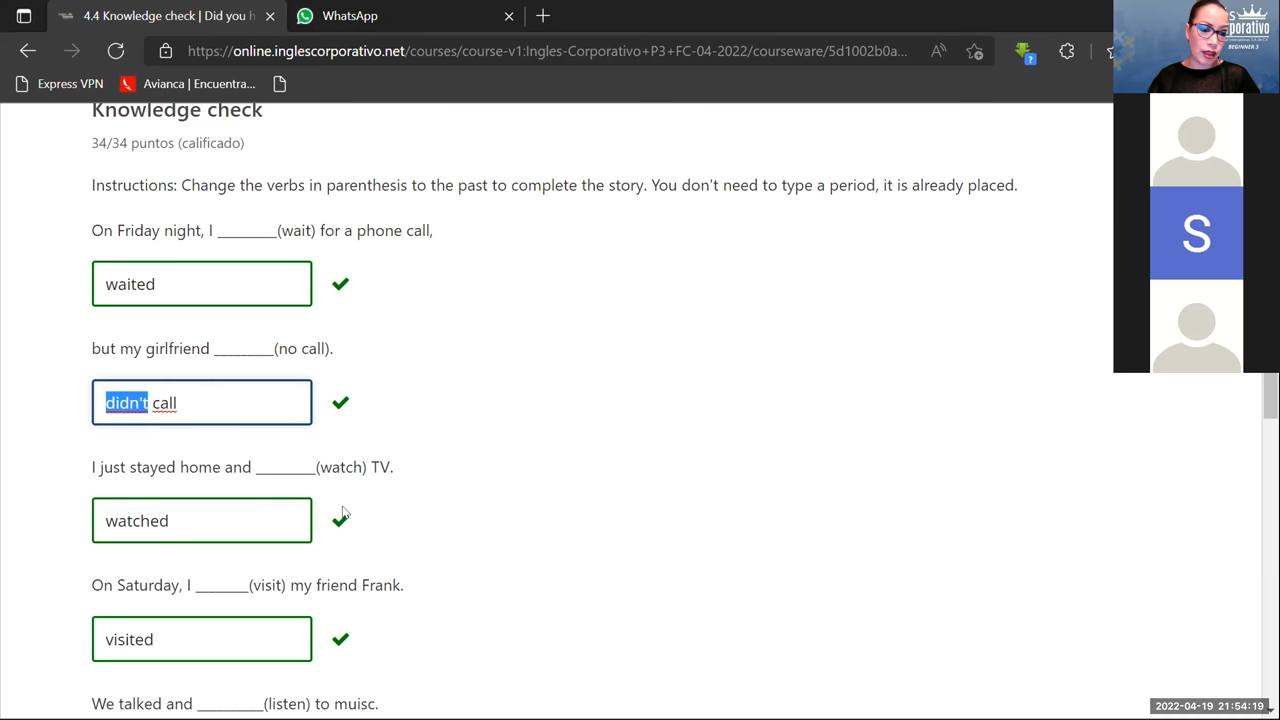 4.4 Knowledge check | Did you h
WhatsApp
https://online.inglescorporativo.net/courses/course-v1:Ingles-Corporativo+P3+FC-04-2022/courseware/5d1002b0a...
Express VPN
Avianca | Encuentra...
BEGINNER 3
Knowledge check
34/34 puntos (calificado)
Instructions: Change the verbs in parenthesis to the past to complete the story. You don't need to type a period, it is already placed.
On Friday night, I ________(wait) for a phone call,
waited
but my girlfriend ________(no call).
didn't call
I just stayed home and ________(watch) TV.
watched
On Saturday, I _______(visit) my friend Frank.
visited
We talked and _________(listen) to muisc.
S
2022-04-19 21:54:19